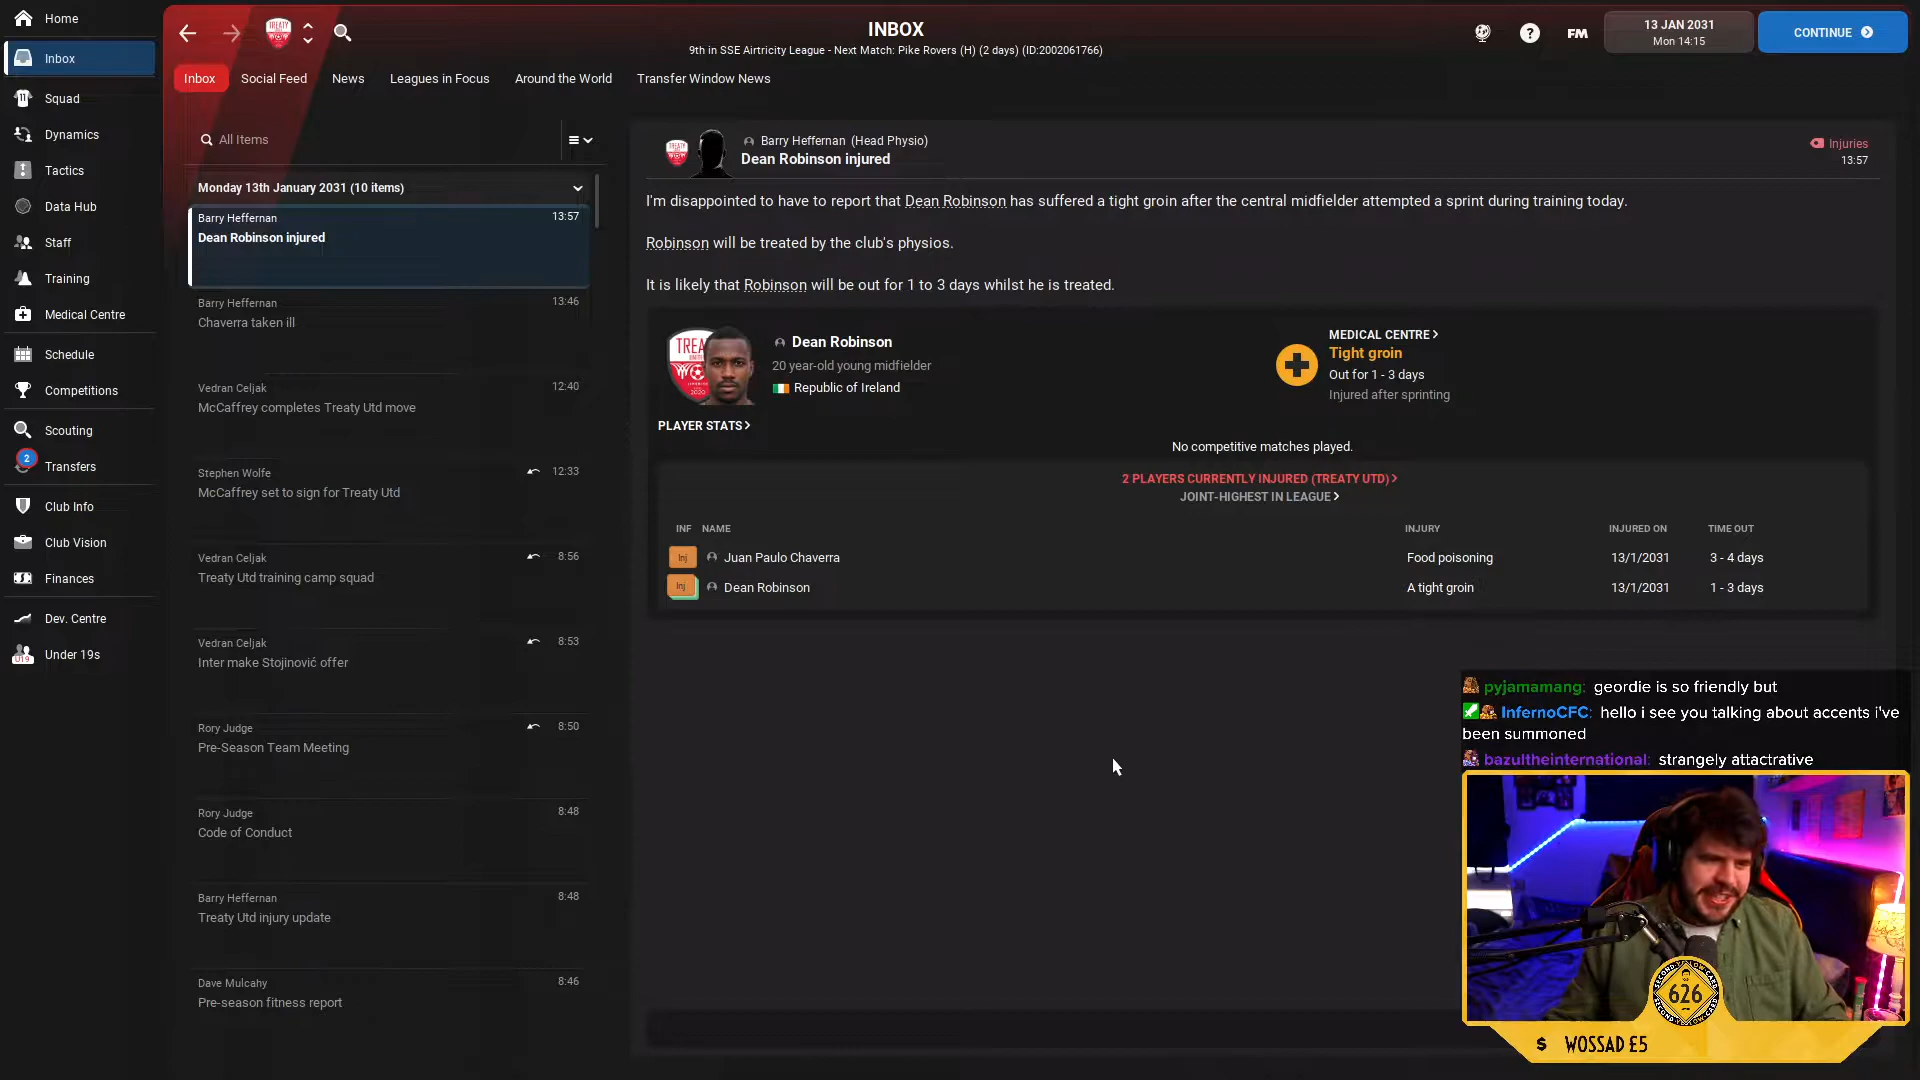 Home
Inbox
Squad
Dynamics
Tactics
Data Hub
Staff
Training
Medical Centre
Schedule
Competitions
Scouting
2
Transfers
Club Info
Club Vision
Finances
Dev. Centre
U19
Under 19s
TREATY
INBOX
9th in SSE Airtricity League - Next Match: Pike Rovers (H) (2 days) (ID:2002061766)
?
FM
13 JAN 2031
Mon 14:15
CONTINUE
Inbox
Social Feed
News
Leagues in Focus
Around the World
Transfer Window News
All Items
Monday 13th January 2031 (10 items)
Barry Heffernan 13:57
Dean Robinson injured
Barry Heffernan 13:46
Chaverra taken ill
Vedran Celjak 12:40
McCaffrey completes Treaty Utd move
Stephen Wolfe 12:33
McCaffrey set to sign for Treaty Utd
Vedran Celjak 8:56
Treaty Utd training camp squad
Vedran Celjak 8:53
Inter make Stojinović offer
Rory Judge 8:50
Pre-Season Team Meeting
Rory Judge 8:48
Code of Conduct
Barry Heffernan 8:48
Treaty Utd injury update
Dave Mulcahy 8:46
Pre-season fitness report
Barry Heffernan (Head Physio)
Dean Robinson injured
Injuries
13:57
I'm disappointed to have to report that Dean Robinson has suffered a tight groin after the central midfielder attempted a sprint during training today.
Robinson will be treated by the club's physios.
It is likely that Robinson will be out for 1 to 3 days whilst he is treated.
Dean Robinson
20 year-old young midfielder
Republic of Ireland
MEDICAL CENTRE
Tight groin
Out for 1 - 3 days
Injured after sprinting
PLAYER STATS
No competitive matches played.
2 PLAYERS CURRENTLY INJURED (TREATY UTD)
JOINT-HIGHEST IN LEAGUE
INF NAME INJURY INJURED ON TIME OUT
Inj Juan Paulo Chaverra Food poisoning 13/1/2031 3 - 4 days
Inj Dean Robinson A tight groin 13/1/2031 1 - 3 days
pyjamamang: geordie is so friendly but
InfernoCFC: hello i see you talking about accents i've
been summoned
bazultheinternational: strangely attactrative
SECOND YELLOW CARD
626
$ WOSSAD £5